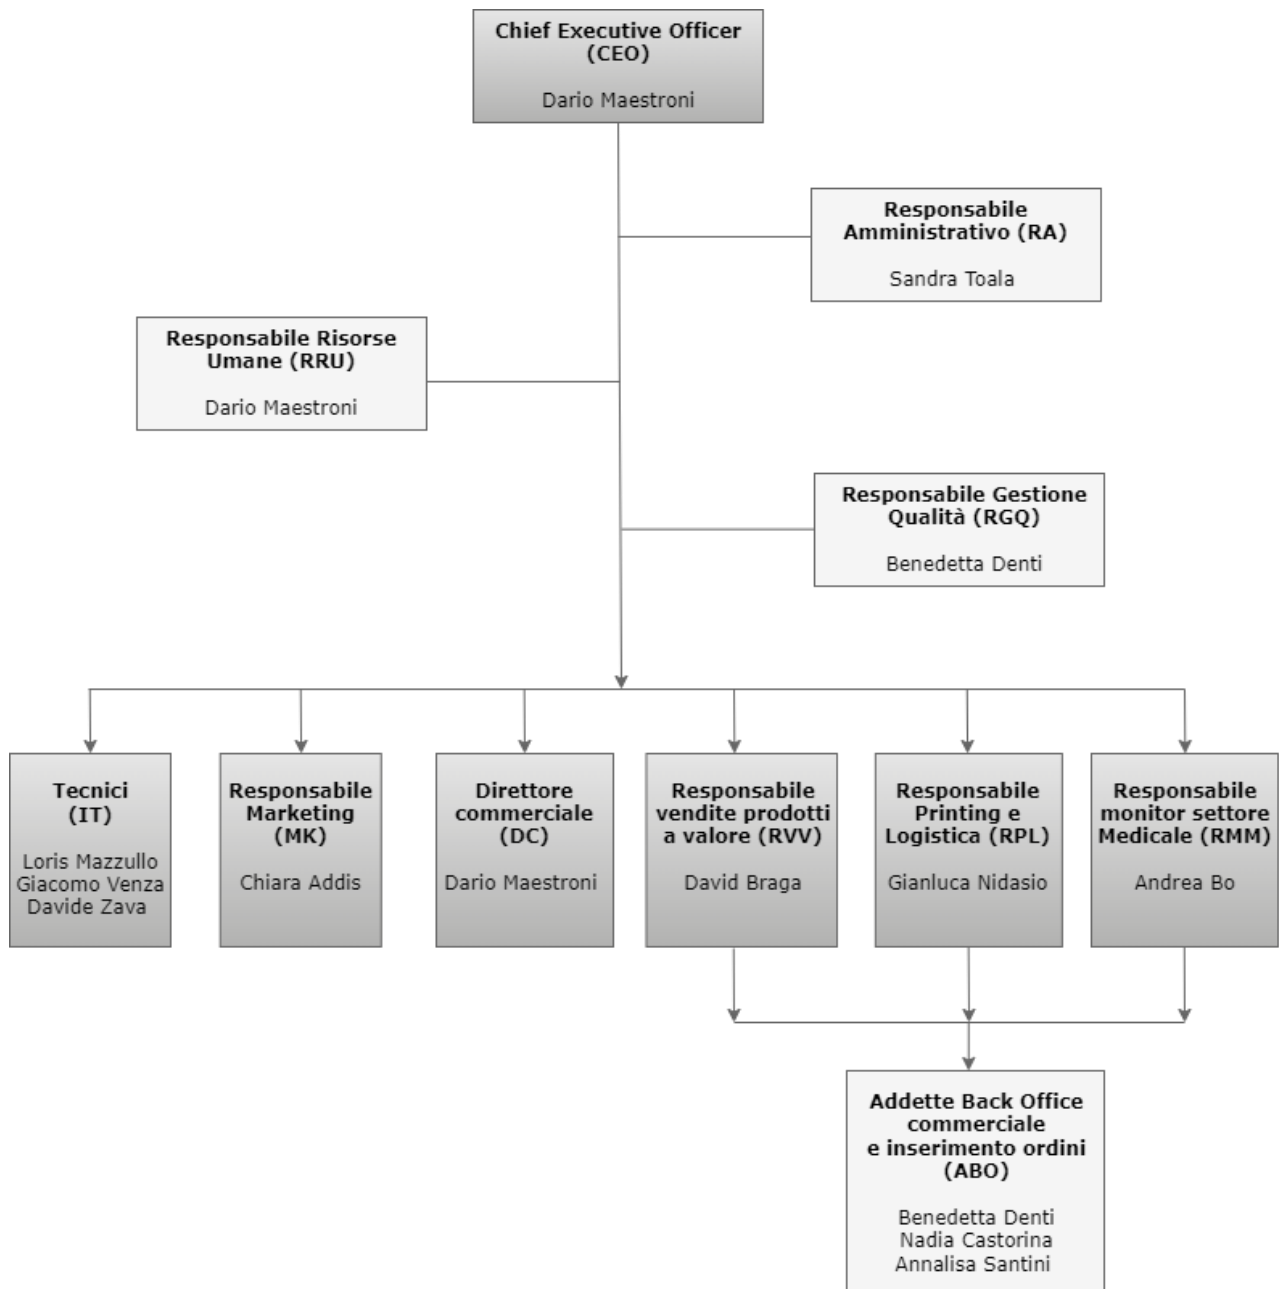 Chief Executive Officer
(CEO)
Dario Maestroni
Responsabile
Amministrativo (RA)
Sandra Toala
Responsabile Risorse
Umane (RRU)
Dario Maestroni
Responsabile Gestione
Qualità (RGQ)
Benedetta Denti
Tecnici
(IT)
Loris Mazzullo
Giacomo Venza
Davide Zava
Responsabile
Marketing
(MK)
Chiara Addis
Direttore
commerciale
(DC)
Dario Maestroni
Responsabile
vendite prodotti
a valore (RVV)
David Braga
Responsabile
Printing e
Logistica (RPL)
Gianluca Nidasio
Responsabile
monitor settore
Medicale (RMM)
Andrea Bo
Addette Back Office
commerciale
e inserimento ordini
(ABO)
Benedetta Denti
Nadia Castorina
Annalisa Santini